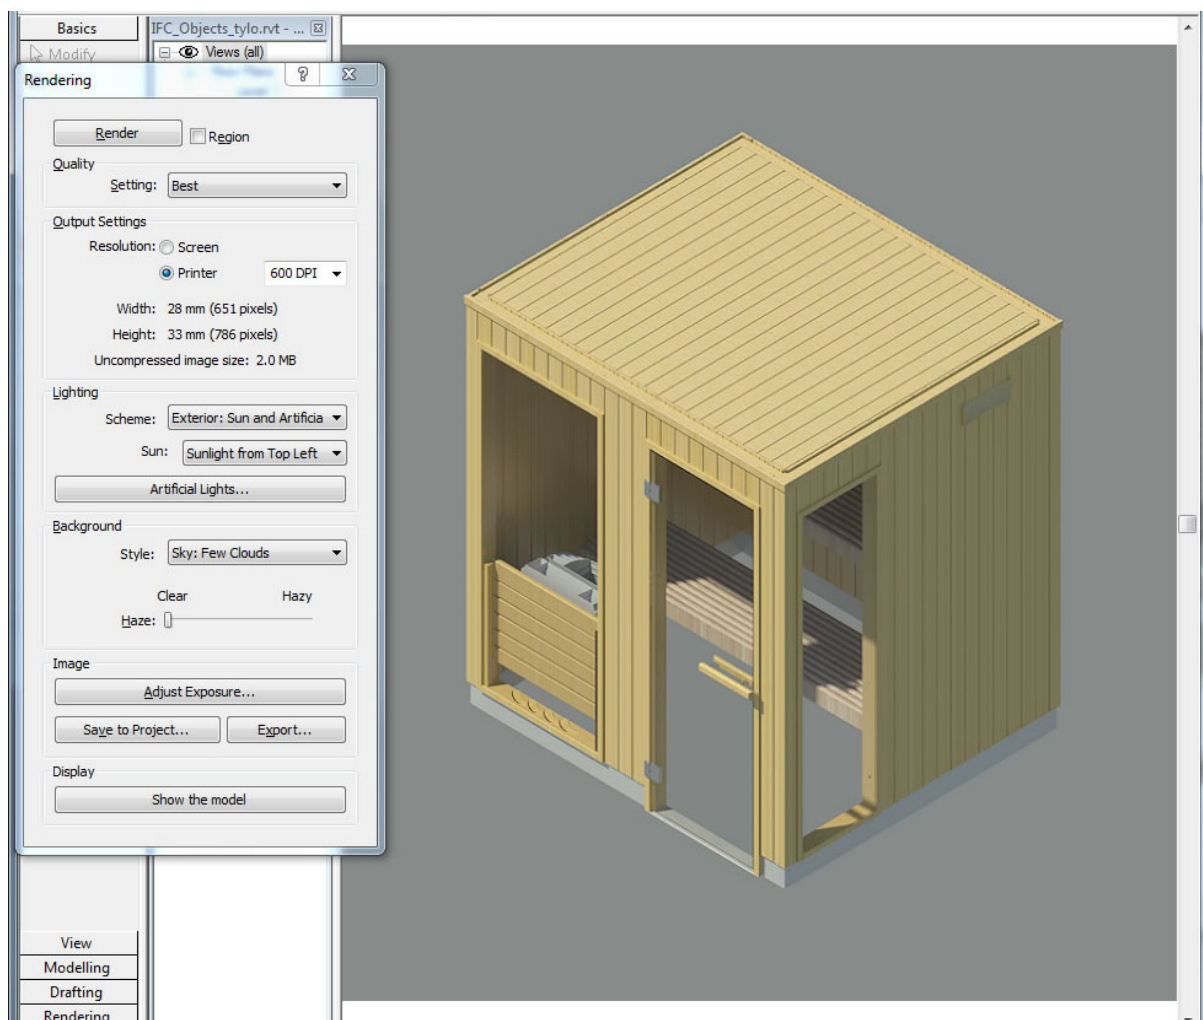 Basics
IFC_Objects_tylo.rvt - ...
Modify
Views (all)
Rendering
Render
Region
Quality
Setting: Best
Output Settings
Resolution: Screen
Printer 600 DPI
Width: 28 mm (651 pixels)
Height: 33 mm (786 pixels)
Uncompressed image size: 2.0 MB
Lighting
Scheme: Exterior: Sun and Artificia
Sun: Sunlight from Top Left
Artificial Lights...
Background
Style: Sky: Few Clouds
Clear Hazy
Haze:
Image
Adjust Exposure...
Save to Project... Export...
Display
Show the model
View
Modelling
Drafting
Rendering